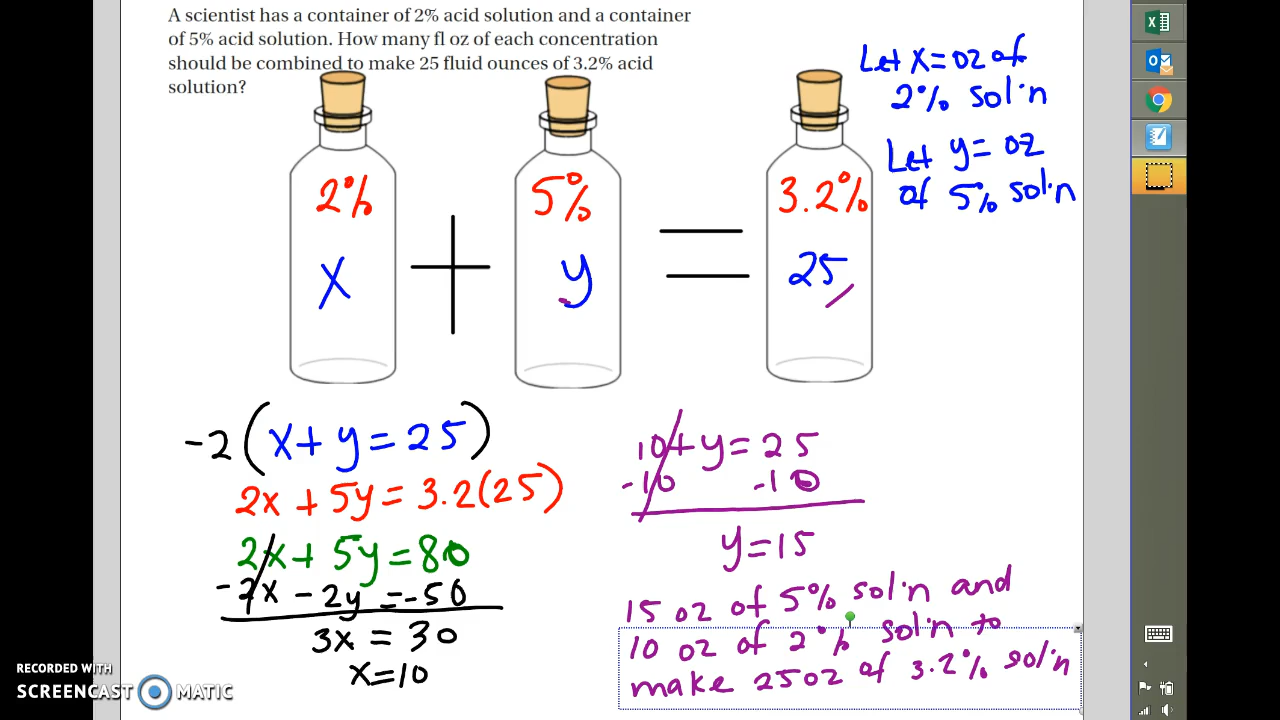 A scientist has a container of 2% acid solution and a container
of 5% acid solution. How many fl oz of each concentration
should be combined to make 25 fluid ounces of 3.2% acid
solution?
Let x = oz of
2% sol'n
Let y = oz
of 5% sol'n
2%
5%
3.2%
x
+
y
=
25
-2(x + y = 25)
2x + 5y = 3.2(25)
2x + 5y = 80
-2x - 2y = -50
3x = 30
x = 10
10 + y = 25
-10 -10
y = 15
15 oz of 5% sol'n and
10 oz of 2% sol'n to
make 25 oz of 3.2% sol'n
RECORDED WITH
SCREENCAST MATIC